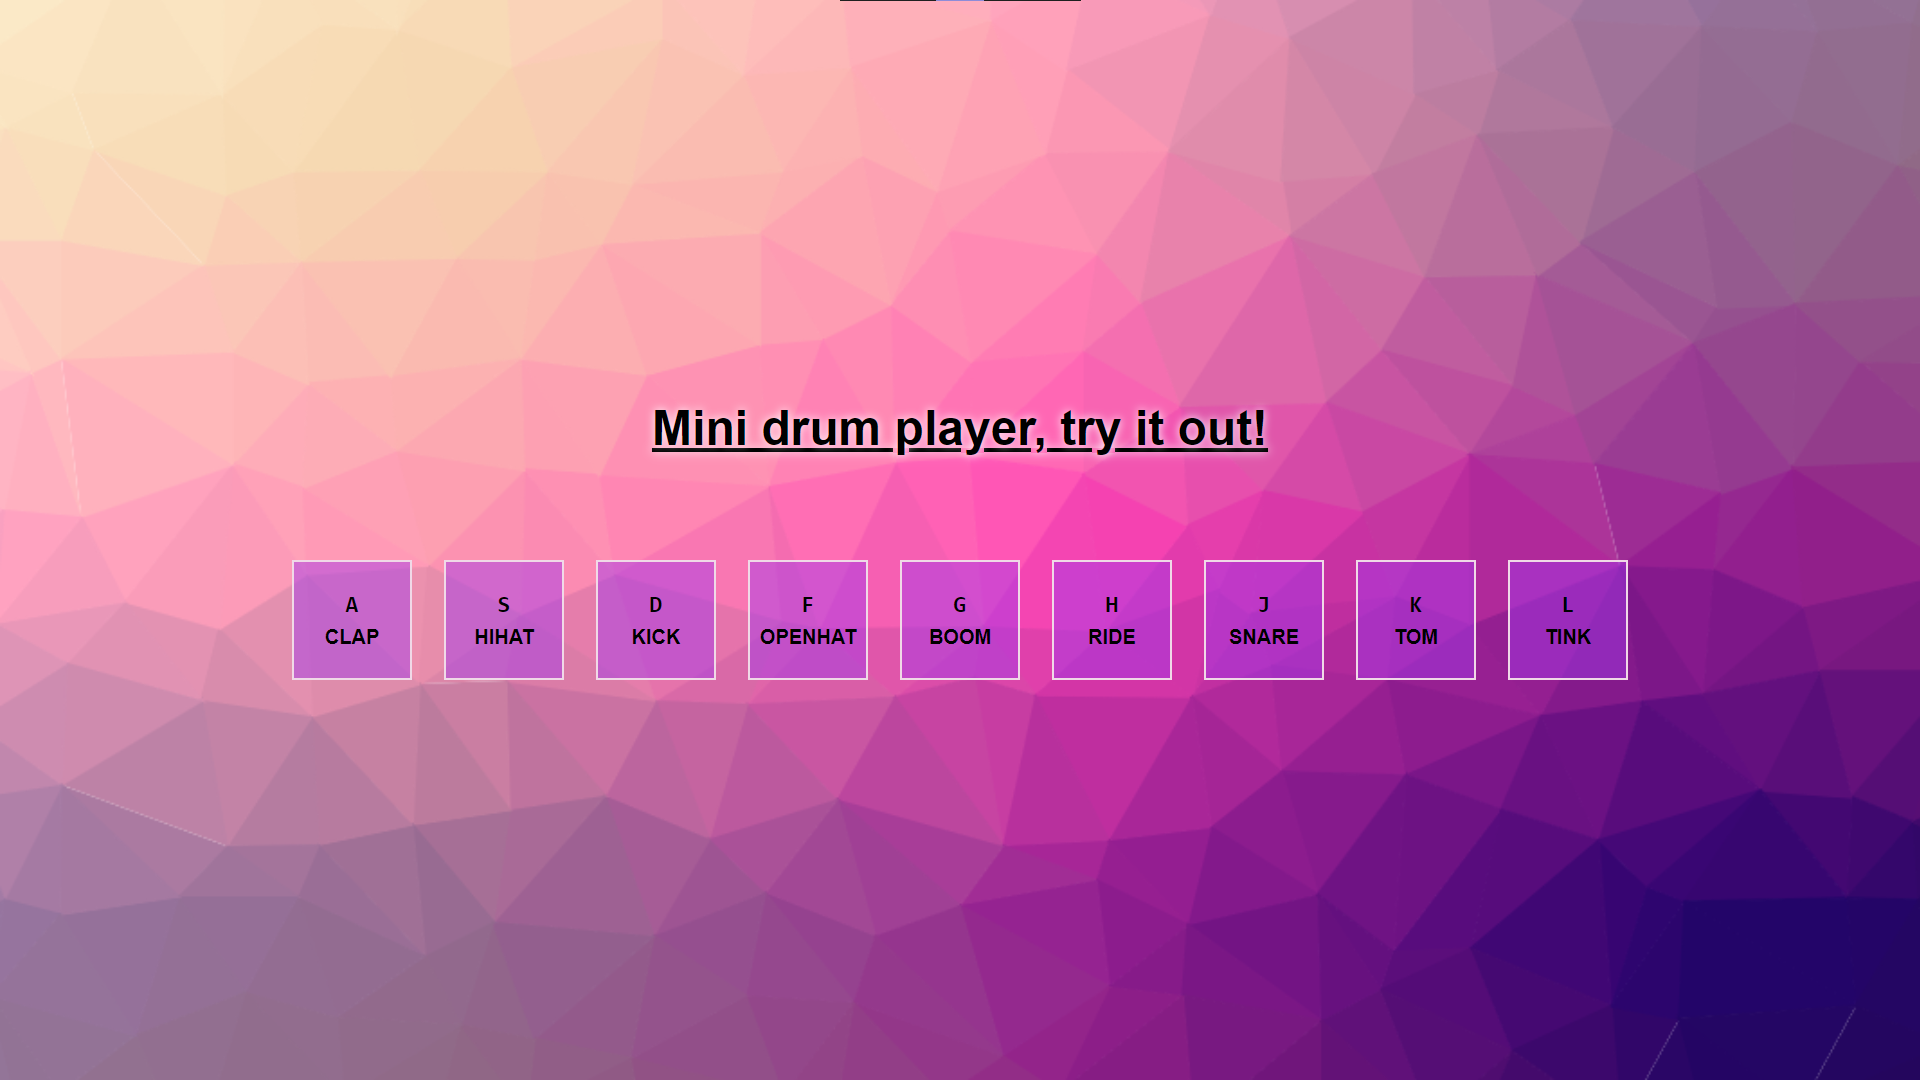 Mini drum player, try it out!
A
CLAP
S
HIHAT
D
KICK
F
OPENHAT
G
BOOM
H
RIDE
J
SNARE
K
TOM
L
TINK